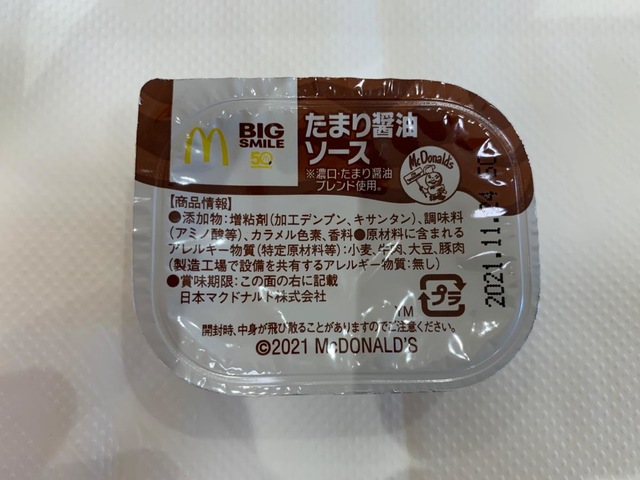 BIG
SMILE
50
たまり醤油
ソース
※濃口・たまり醤油
ブレンド使用。
McDonald's
【商品情報】
●添加物:増粘剤(加工デンプン、キサンタン)、調味料
(アミノ酸等)、カラメル色素、香料●原材料に含まれる
アレルギー物質(特定原材料等):小麦、牛肉、大豆、豚肉
(製造工場で設備を共有するアレルギー物質:無し)
●賞味期限:この面の右に記載
日本マクドナルド株式会社
プラ
TM
開封時、中身が飛び散ることがありますのでご注意ください。
©2021 McDONALD'S
2021.11.